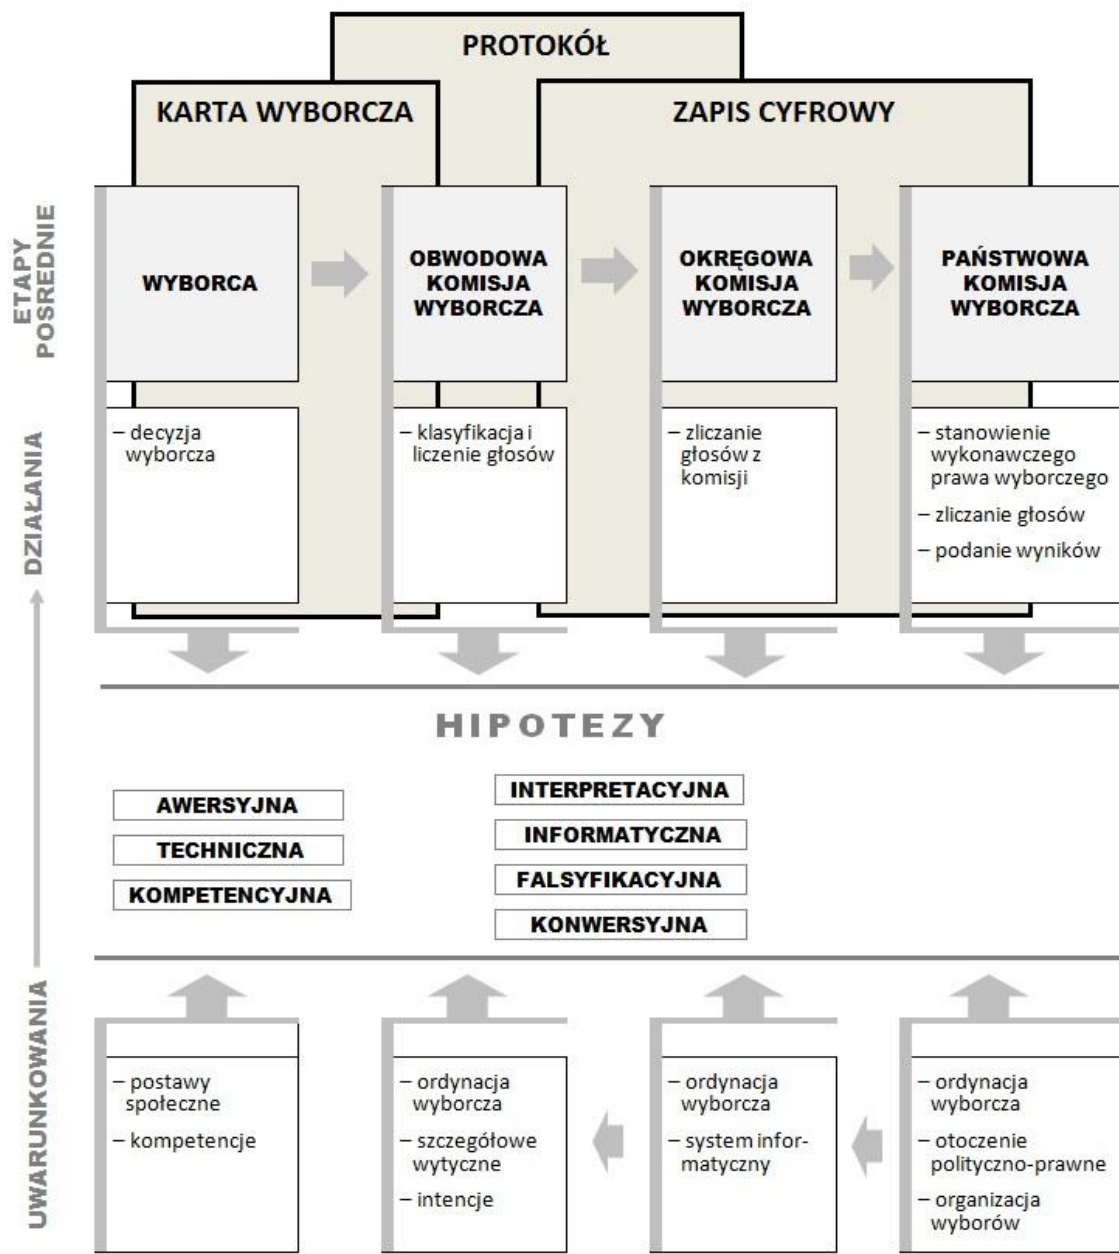 PROTOKÓŁ
KARTA WYBORCZA
ZAPIS CYFROWY
ETAPY
POSREDNIE
WYBORCA
OBWODOWA
KOMISJA
WYBORCZA
OKRĘGOWA
KOMISJA
WYBORCZA
PAŃSTWOWA
KOMISJA
WYBORCZA
DZIAŁANIA
– decyzja
wyborcza
– klasyfikacja i
liczenie głosów
– zliczanie
głosów z
komisji
– stanowienie
wykonawczego
prawa wyborczego
– zliczanie głosów
– podanie wyników
HIPOTEZY
AWERSYJNA
TECHNICZNA
KOMPETENCYJNA
INTERPRETACYJNA
INFORMATYCZNA
FALSYFIKACYJNA
KONWERSYJNA
UWARUNKOWANIA
– postawy
społeczne
– kompetencje
– ordynacja
wyborcza
– szczegółowe
wytyczne
– intencje
– ordynacja
wyborcza
– system infor-
matyczny
– ordynacja
wyborcza
– otoczenie
polityczno-prawne
– organizacja
wyborów